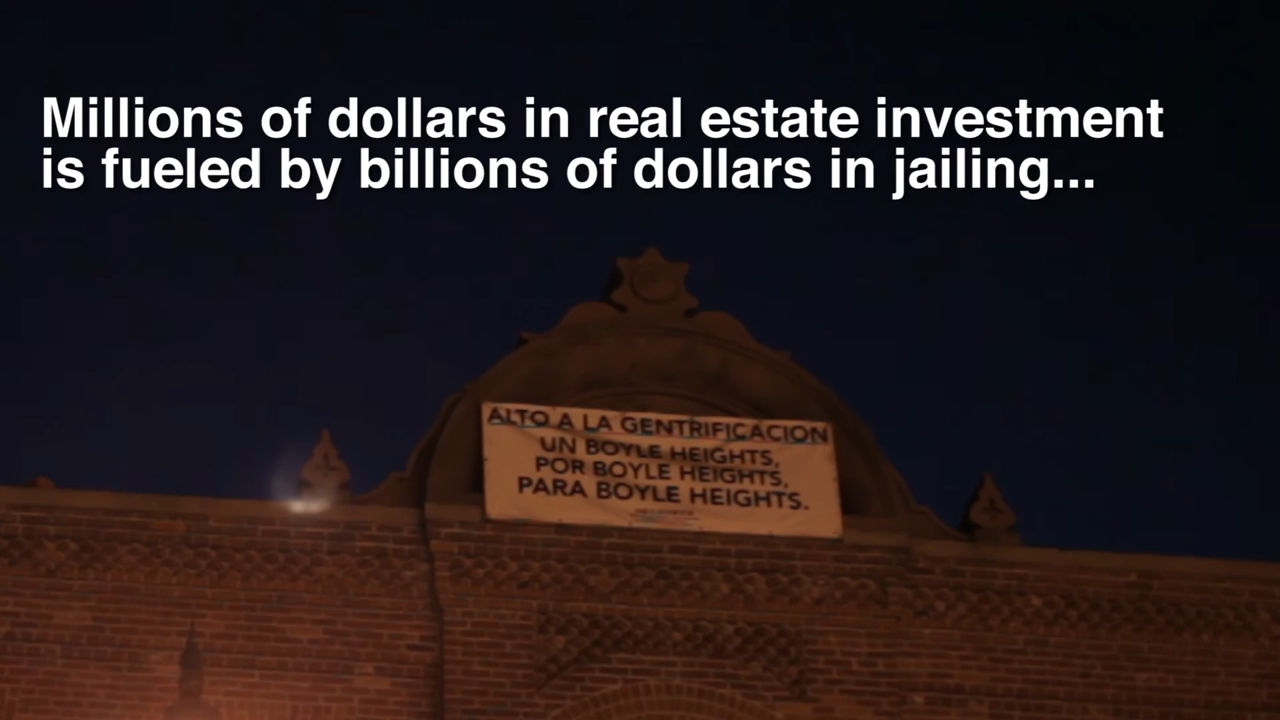 Millions of dollars in real estate investment
is fueled by billions of dollars in jailing...
ALTO A LA GENTRIFICACION
UN BOYLE HEIGHTS,
POR BOYLE HEIGHTS,
PARA BOYLE HEIGHTS.